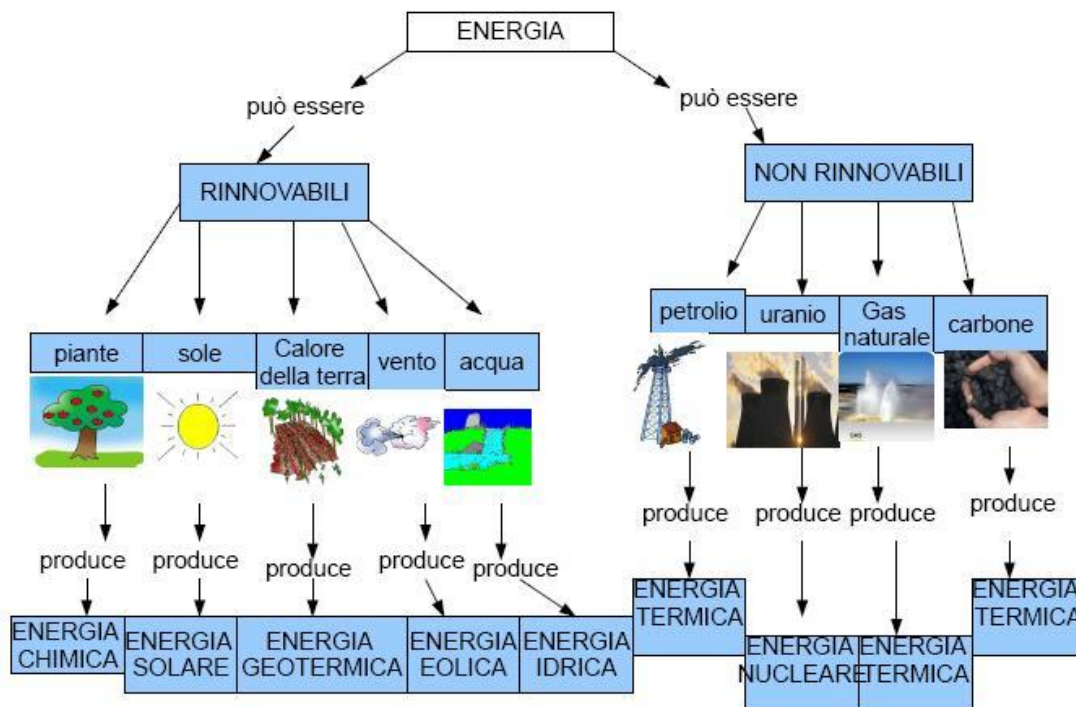 ENERGIA
può essere
può essere
RINNOVABILI
NON RINNOVABILI
piante
sole
Calore
della terra
vento
acqua
petrolio
uranio
Gas
naturale
carbone
GAS
produce
produce
produce
produce
produce
produce
produce
produce
produce
ENERGIA
CHIMICA
ENERGIA
SOLARE
ENERGIA
GEOTERMICA
ENERGIA
EOLICA
ENERGIA
IDRICA
ENERGIA
TERMICA
ENERGIA
NUCLEARE
ENERGIA
TERMICA
ENERGIA
TERMICA